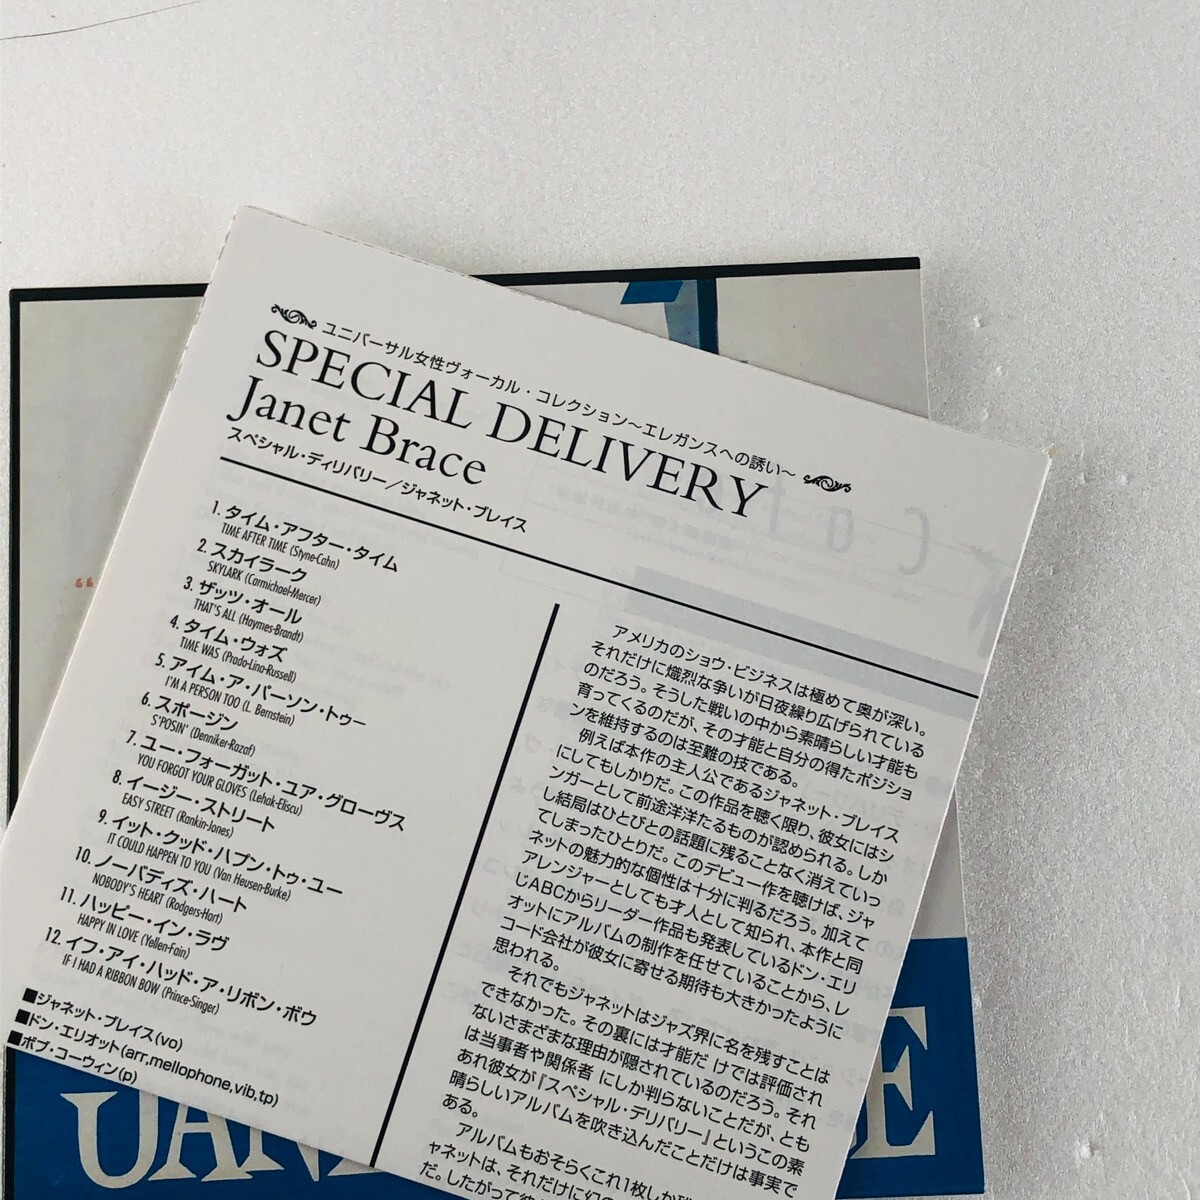 ユニバーサル女性ヴォーカル・コレクション〜エレガンスへの誘い〜
SPECIAL DELIVERY
Janet Brace
スペシャル・ディリバリー／ジャネット・ブレイス
1. タイム・アフター・タイム
TIME AFTER TIME (Styne-Cahn)
2. スカイラーク
SKYLARK (Carmichael-Mercer)
3. ザッツ・オール
THAT'S ALL (Haymes-Brandt)
4. タイム・ウォズ
TIME WAS (Prado-Lina-Russell)
5. アイム・ア・パーソン・トゥー
I'M A PERSON TOO (L. Bernstein)
6. スポージン
S'POSIN' (Denniker-Razaf)
7. ユー・フォーガット・ユア・グローヴス
YOU FORGOT YOUR GLOVES (Lehak-Eliscu)
8. イージー・ストリート
EASY STREET (Rankin-Jones)
9. イット・クッド・ハプン・トゥ・ユー
IT COULD HAPPEN TO YOU (Van Heusen-Burke)
10. ノーバディズ・ハート
NOBODY'S HEART (Rodgers-Hart)
11. ハッピー・イン・ラヴ
HAPPY IN LOVE (Yellen-Fain)
12. イフ・アイ・ハッド・ア・リボン・ボウ
IF I HAD A RIBBON BOW (Prince-Singer)
■ジャネット・ブレイス(vo)
■ドン・エリオット(arr,mellophone,vib,tp)
■ボブ・コーウィン(p)
アメリカのショウ・ビジネスは極めて奥が深い。
それだけに熾烈な争いが日夜繰り広げられている
のだろう。そうした戦いの中から素晴らしい才能も
育ってくるのだが、その才能と自分の得たポジショ
ンを維持するのは至難の技である。
例えば本作の主人公であるジャネット・ブレイス
にしてもしかりだ。この作品を聴く限り、彼女にはシ
ンガーとして前途洋洋たるものが認められる。しか
し結局はひとびとの話題に残ることなく消えていっ
てしまったひとりだ。このデビュー作を聴けば、ジャ
ネットの魅力的な個性は十分に判るだろう。加えて
アレンジャーとしても才人として知られ、本作と同
じABCからリーダー作品も発表しているドン・エリ
オットにアルバムの制作を任せていることから、レ
コード会社が彼女に寄せる期待も大きかったように
思われる。
それでもジャネットはジャズ界に名を残すことは
できなかった。その裏には才能だ けでは評価され
ないさまざまな理由が隠されているのだろう。それ
は当事者や関係者 にしか判らないことだが、とも
あれ彼女が『スペシャル・デリバリー』というこの素
晴らしいアルバムを吹き込んだことだけは事実で
ある。
アルバムもおそらくこれ1枚しか
ャネットは、それだけに幻の
だ。したがって